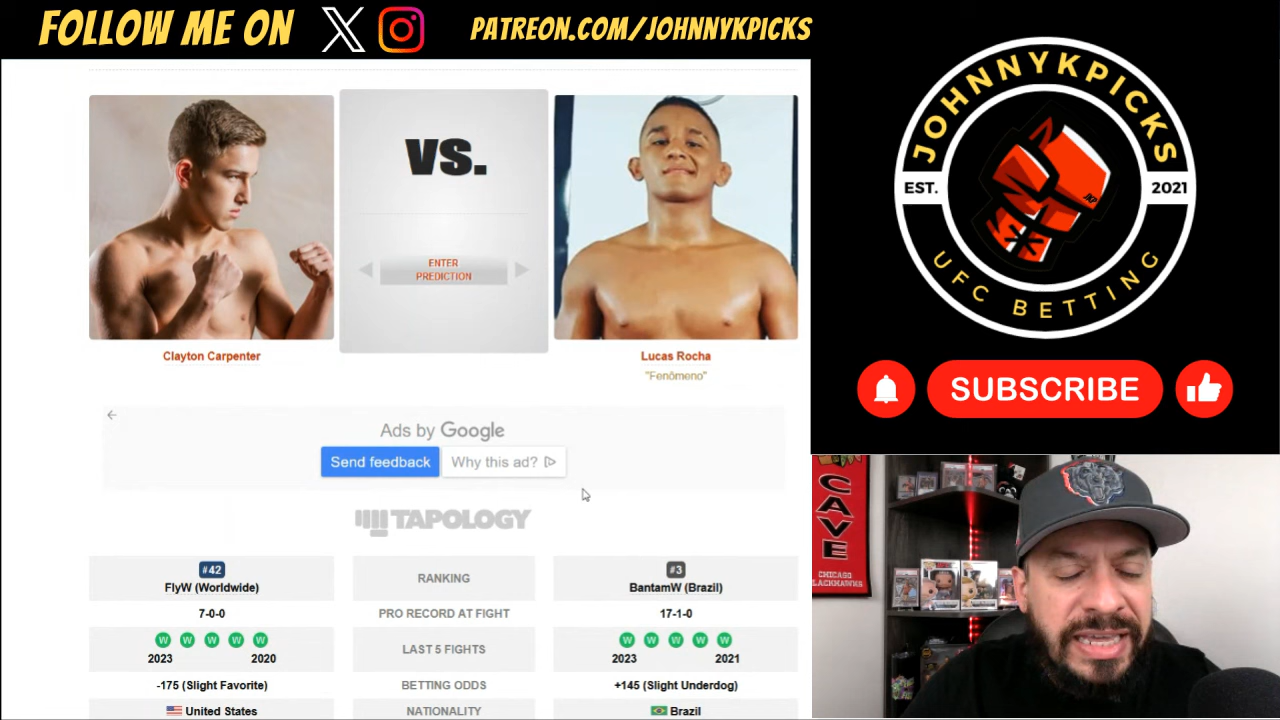 FOLLOW ME ON
PATREON.COM/JOHNNYKPICKS
VS.
ENTER
PREDICTION
Clayton Carpenter
Lucas Rocha
"Fenômeno"
Ads by Google
Send feedback
Why this ad?
TAPOLOGY
#42
FlyW (Worldwide)
RANKING
#3
BantamW (Brazil)
7-0-0
PRO RECORD AT FIGHT
17-1-0
W W W W W
2023 2020
LAST 5 FIGHTS
W W W W W
2023 2021
-175 (Slight Favorite)
BETTING ODDS
+145 (Slight Underdog)
United States
NATIONALITY
Brazil
JOHNNYKPICKS
EST. 2021
JKP
UFC BETTING
SUBSCRIBE
CAVE
CHICAGO
BLACKHAWKS